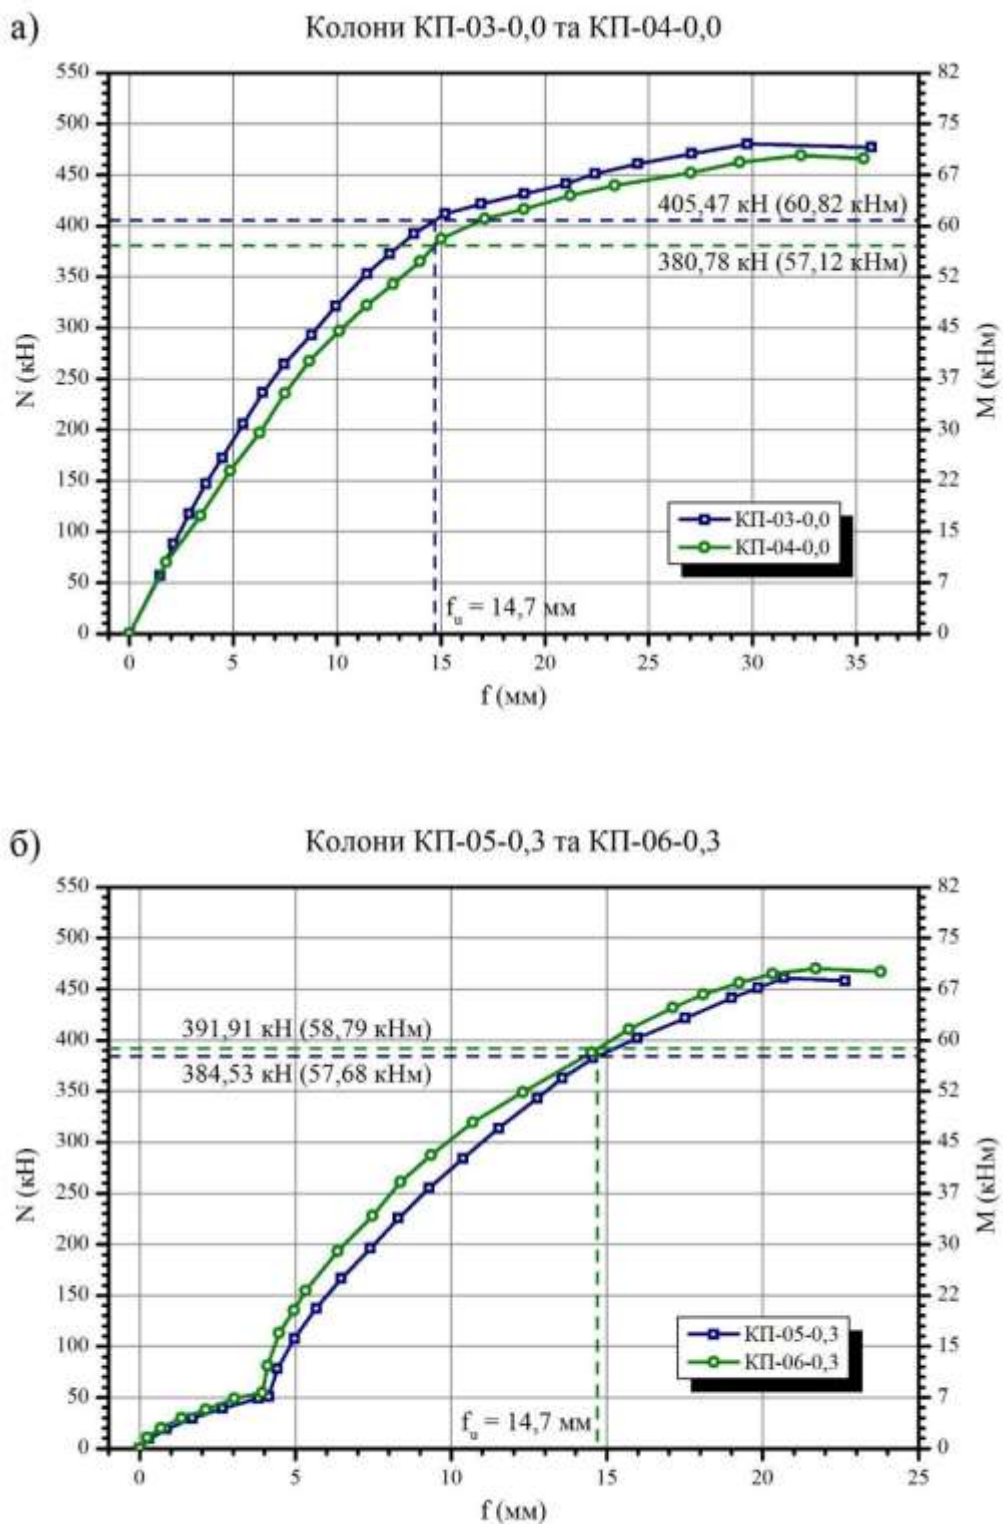 а)
Колони КП-03-0,0 та КП-04-0,0
550
500
450
400
350
300
250
200
150
100
50
0
N (кН)
82
75
67
60
52
45
37
30
22
15
7
0
M (кНм)
405,47 кН (60,82 кНм)
380,78 кН (57,12 кНм)
КП-03-0,0
КП-04-0,0
fu = 14,7 мм
0 5 10 15 20 25 30 35
f (мм)
б)
Колони КП-05-0,3 та КП-06-0,3
550
500
450
400
350
300
250
200
150
100
50
0
N (кН)
82
75
67
60
52
45
37
30
22
15
7
0
M (кНм)
391,91 кН (58,79 кНм)
384,53 кН (57,68 кНм)
КП-05-0,3
КП-06-0,3
fu = 14,7 мм
0 5 10 15 20 25
f (мм)